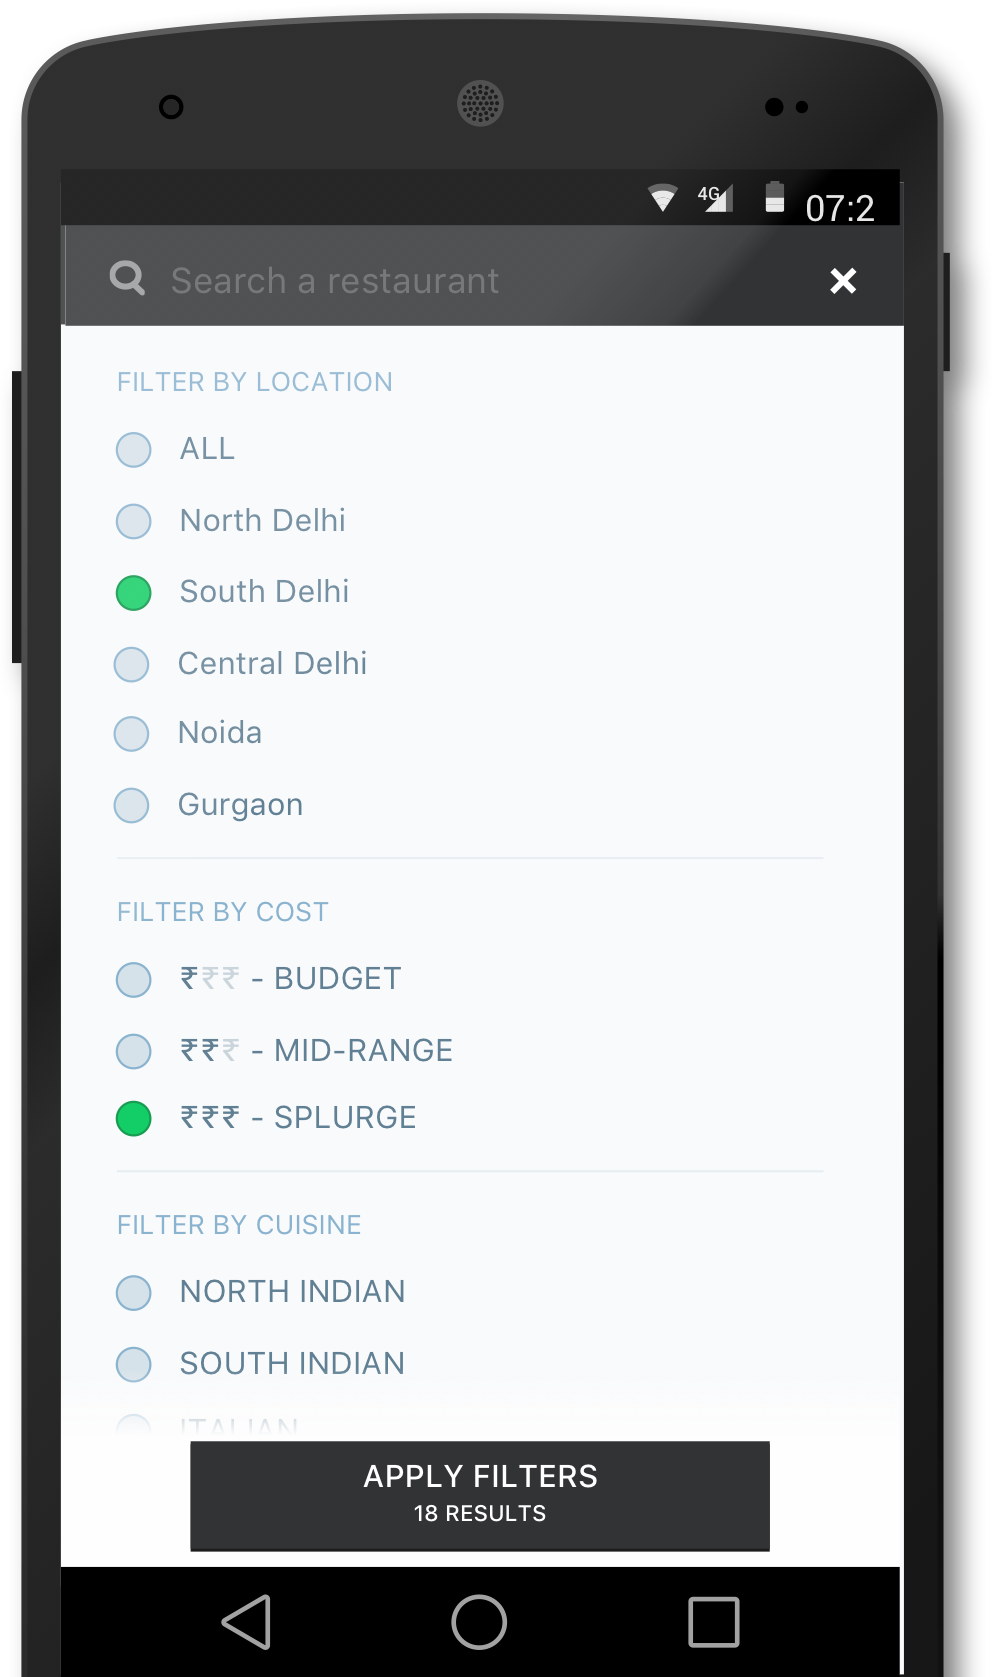 4G 07:2
Search a restaurant
FILTER BY LOCATION
ALL
North Delhi
South Delhi
Central Delhi
Noida
Gurgaon
FILTER BY COST
₹₹₹ - BUDGET
₹₹₹ - MID-RANGE
₹₹₹ - SPLURGE
FILTER BY CUISINE
NORTH INDIAN
SOUTH INDIAN
ITALIAN
APPLY FILTERS
18 RESULTS